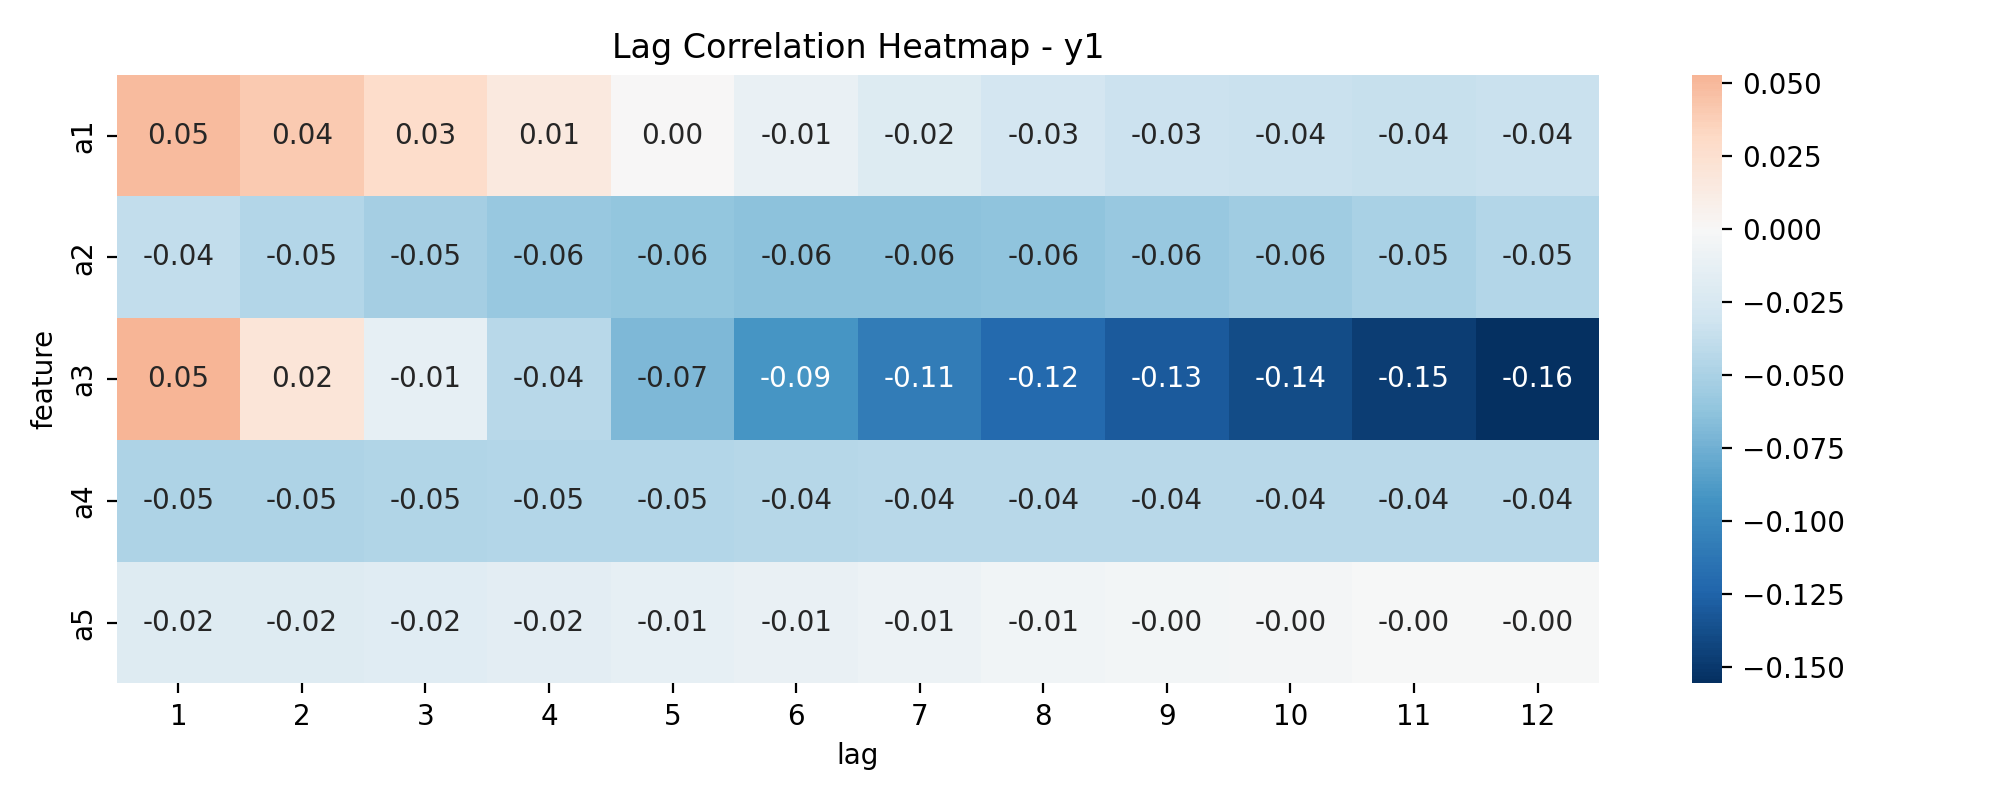 Lag Correlation Heatmap - y1
a1 0.05 0.04 0.03 0.01 0.00 -0.01 -0.02 -0.03 -0.03 -0.04 -0.04 -0.04
a2 -0.04 -0.05 -0.05 -0.06 -0.06 -0.06 -0.06 -0.06 -0.06 -0.06 -0.05 -0.05
a3 0.05 0.02 -0.01 -0.04 -0.07 -0.09 -0.11 -0.12 -0.13 -0.14 -0.15 -0.16
a4 -0.05 -0.05 -0.05 -0.05 -0.05 -0.04 -0.04 -0.04 -0.04 -0.04 -0.04 -0.04
a5 -0.02 -0.02 -0.02 -0.02 -0.01 -0.01 -0.01 -0.01 -0.00 -0.00 -0.00 -0.00
feature
1 2 3 4 5 6 7 8 9 10 11 12
lag
0.050
0.025
0.000
−0.025
−0.050
−0.075
−0.100
−0.125
−0.150